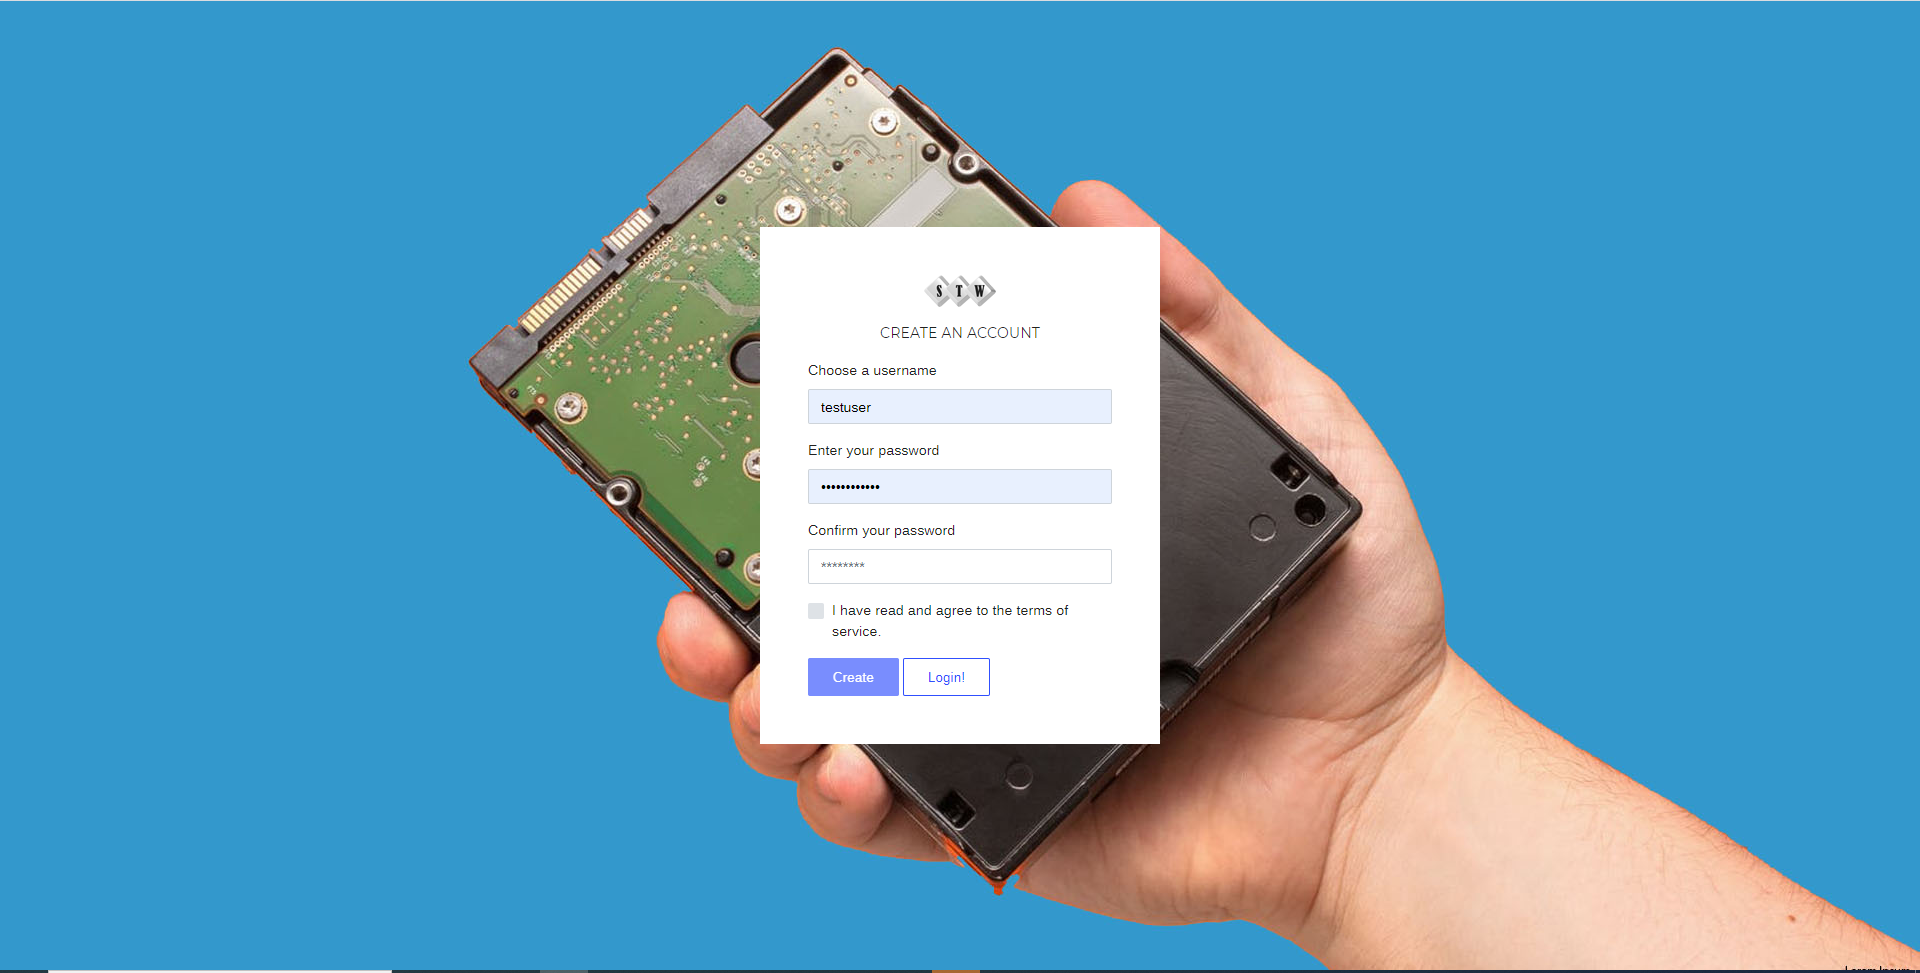 S T W
CREATE AN ACCOUNT
Choose a username
testuser
Enter your password
••••••••••••
Confirm your password
********
I have read and agree to the terms of
service.
Create Login!